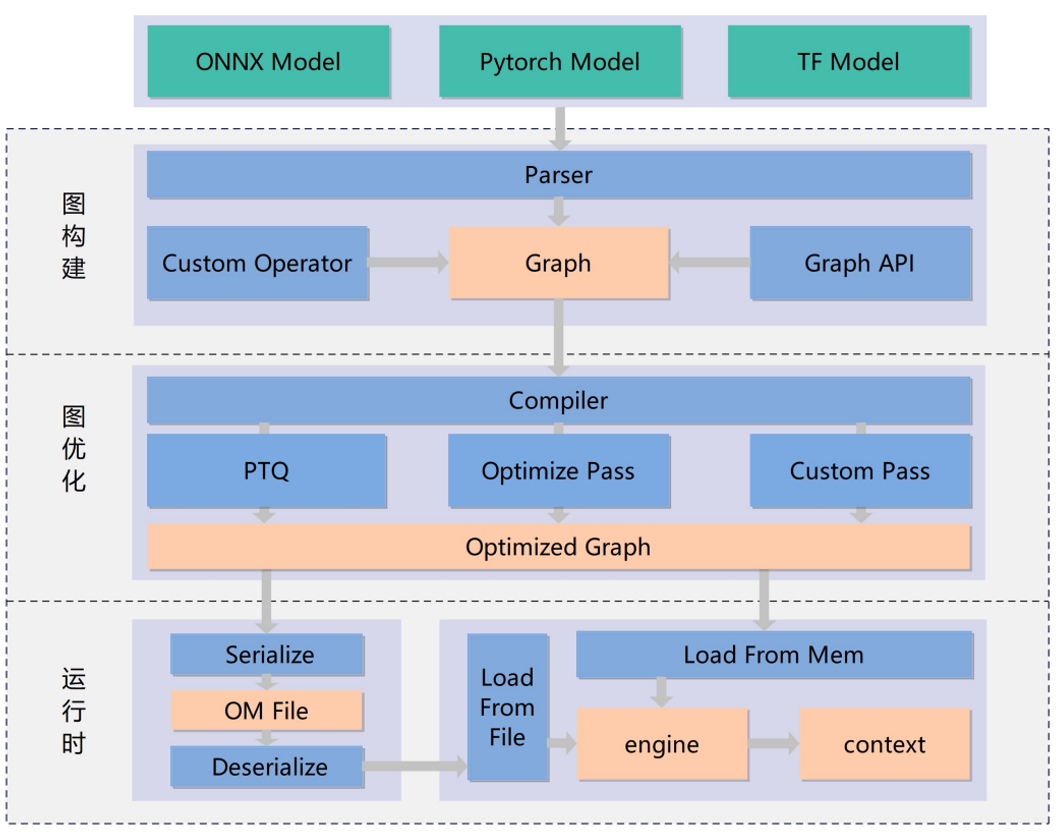 ONNX Model
Pytorch Model
TF Model
图
构
建
Parser
Custom Operator
Graph
Graph API
图
优
化
Compiler
PTQ
Optimize Pass
Custom Pass
Optimized Graph
运
行
时
Serialize
OM File
Deserialize
Load
From
File
Load From Mem
engine
context